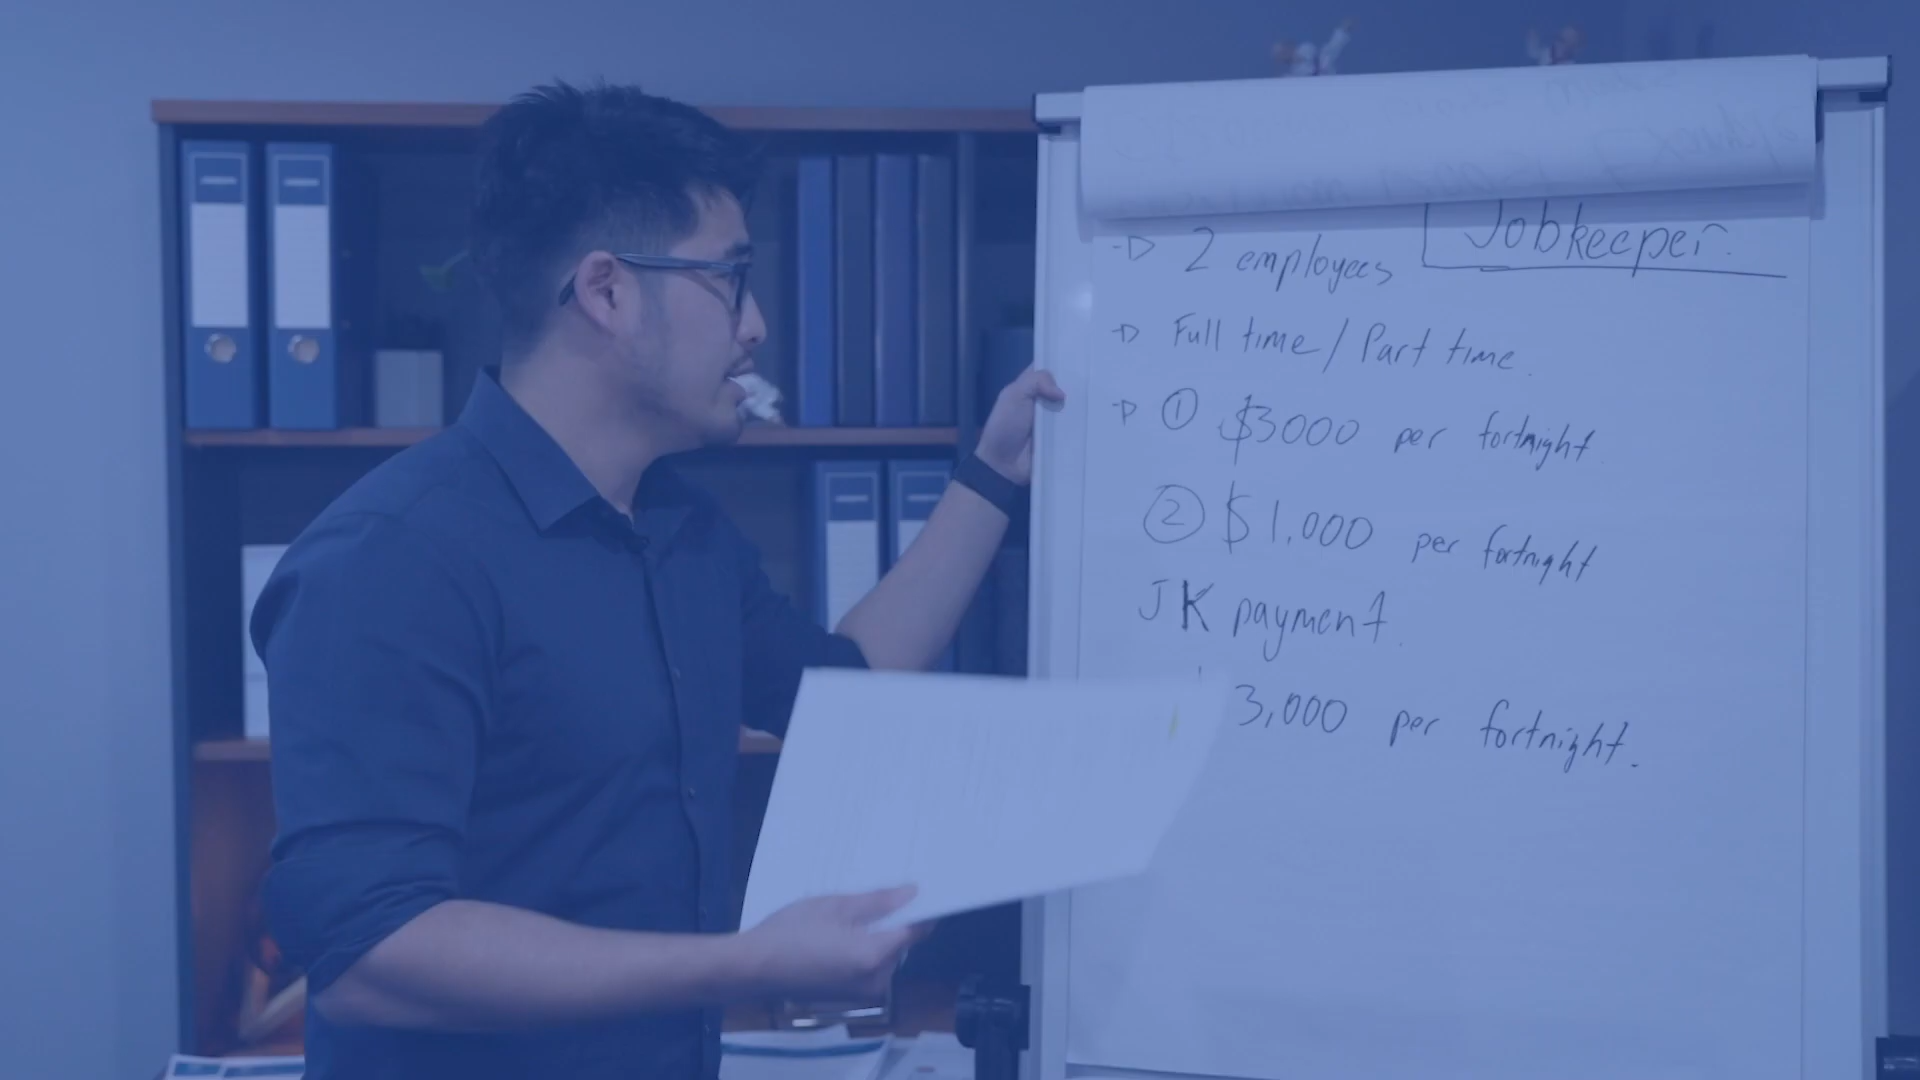 Jobkeeper.
-D 2 employees
-D Full time / Part time.
-D ① $3000 per fortnight.
② $1,000 per fortnight
JK payment.
3,000 per fortnight.